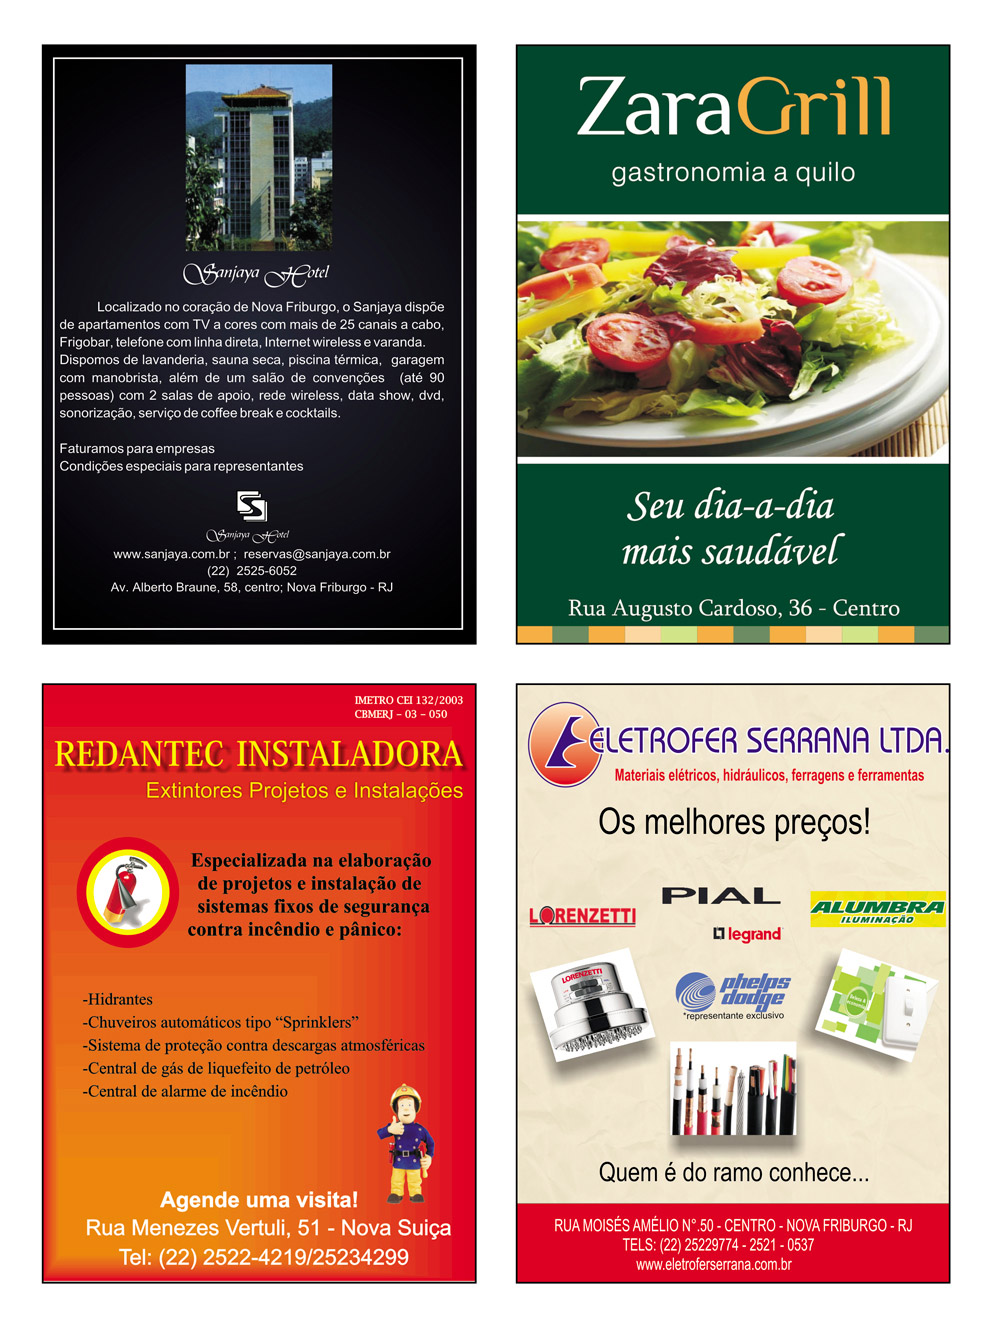 Sanjaya Hotel
Localizado no coração de Nova Friburgo, o Sanjaya dispõe
de apartamentos com TV a cores com mais de 25 canais a cabo,
Frigobar, telefone com linha direta, Internet wireless e varanda.
Dispomos de lavanderia, sauna seca, piscina térmica, garagem
com manobrista, além de um salão de convenções (até 90
pessoas) com 2 salas de apoio, rede wireless, data show, dvd,
sonorização, serviço de coffee break e cocktails.
Faturamos para empresas
Condições especiais para representantes
Sanjaya Hotel
www.sanjaya.com.br ; reservas@sanjaya.com.br
(22) 2525-6052
Av. Alberto Braune, 58, centro; Nova Friburgo - RJ
ZaraGrill
gastronomia a quilo
Seu dia-a-dia
mais saudável
Rua Augusto Cardoso, 36 - Centro
IMETRO CEI 132/2003
CBMERJ – 03 – 050
REDANTEC INSTALADORA
Extintores Projetos e Instalações
Especializada na elaboração
de projetos e instalação de
sistemas fixos de segurança
contra incêndio e pânico:
-Hidrantes
-Chuveiros automáticos tipo “Sprinklers”
-Sistema de proteção contra descargas atmosféricas
-Central de gás de liquefeito de petróleo
-Central de alarme de incêndio
Agende uma visita!
Rua Menezes Vertuli, 51 - Nova Suiça
Tel: (22) 2522-4219/25234299
ELETROFER SERRANA LTDA.
Materiais elétricos, hidráulicos, ferragens e ferramentas
Os melhores preços!
LORENZETTI
PIAL
legrand
ALUMBRA
ILUMINAÇÃO
LORENZETTI
phelps
dodge
*representante exclusivo
Quem é do ramo conhece...
RUA MOISÉS AMÉLIO N°.50 - CENTRO - NOVA FRIBURGO - RJ
TELS: (22) 25229774 - 2521 - 0537
www.eletroferserrana.com.br